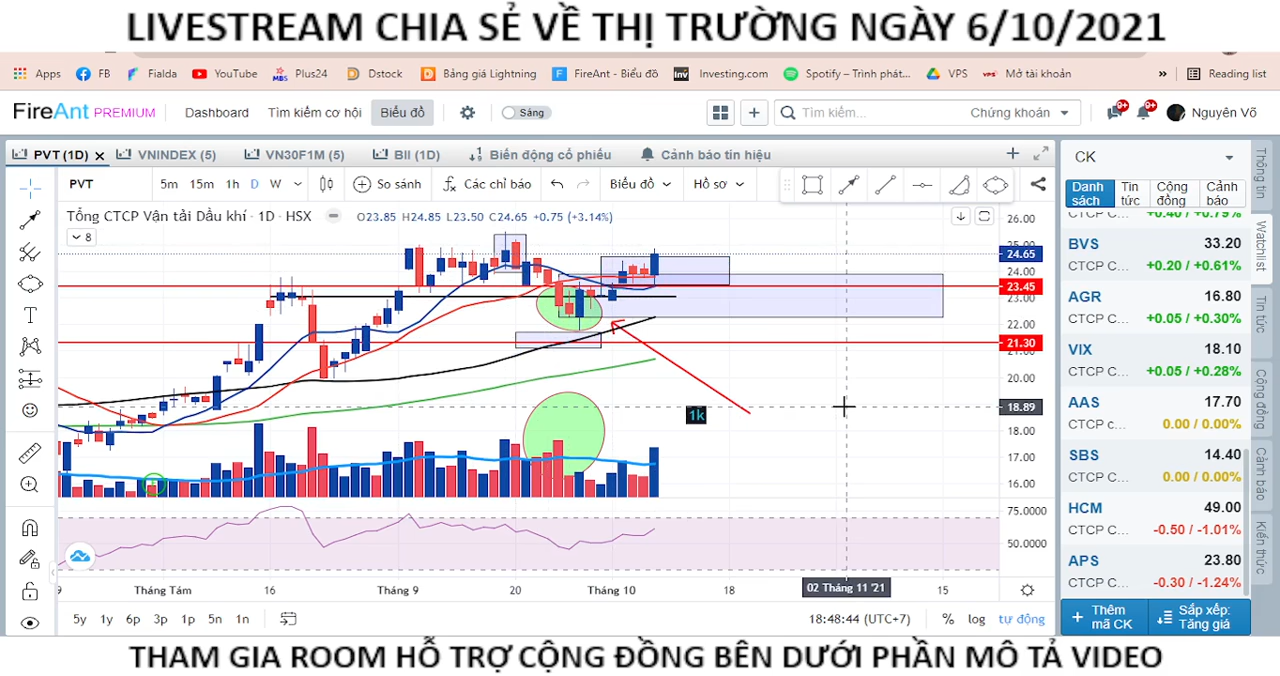 LIVESTREAM CHIA SẺ VỀ THỊ TRƯỜNG NGÀY 6/10/2021
Apps FB Fialda YouTube Plus24 Dstock Bảng giá Lightning FireAnt - Biểu đồ Investing.com Spotify – Trình phát... VPS Mở tài khoản » Reading list
FireAnt PREMIUM Dashboard Tìm kiếm cơ hội Biểu đồ Sáng Tìm kiếm... Chứng khoán 9+ 9+ Nguyên Võ
PVT (1D) VNINDEX (5) VN30F1M (5) BII (1D) Biến động cổ phiếu Cảnh báo tín hiệu
PVT 5m 15m 1h D W So sánh Các chỉ báo Biểu đồ Hồ sơ
Tổng CTCP Vận tải Dầu khí · 1D · HSX O23.85 H24.85 L23.50 C24.65 +0.75 (+3.14%)
8
26.00
25.00
24.65
24.00
23.45
23.00
22.00
21.30
21.00
20.00
18.89
18.00
17.00
16.00
75.0000
50.0000
1k
9 Tháng Tám 16 Tháng 9 20 Tháng 10 18 02 Tháng 11 '21 15
5y 1y 6p 3p 1p 5n 1n 18:48:44 (UTC+7) % log tự động
CK
Danh sách Tin tức Cộng đồng Cảnh báo
CTCP C... +0.40 / +0.79%
BVS 33.20
CTCP C... +0.20 / +0.61%
AGR 16.80
CTCP C... +0.05 / +0.30%
VIX 18.10
CTCP C... +0.05 / +0.28%
AAS 17.70
CTCP c... 0.00 / 0.00%
SBS 14.40
CTCP C... 0.00 / 0.00%
HCM 49.00
CTCP C... -0.50 / -1.01%
APS 23.80
CTCP C... -0.30 / -1.24%
Thêm mã CK
Sắp xếp: Tăng giá
Thông tin
Watchlist
Tin tức
Cộng đồng
Cảnh báo
Kiến thức
THAM GIA ROOM HỖ TRỢ CỘNG ĐỒNG BÊN DƯỚI PHẦN MÔ TẢ VIDEO